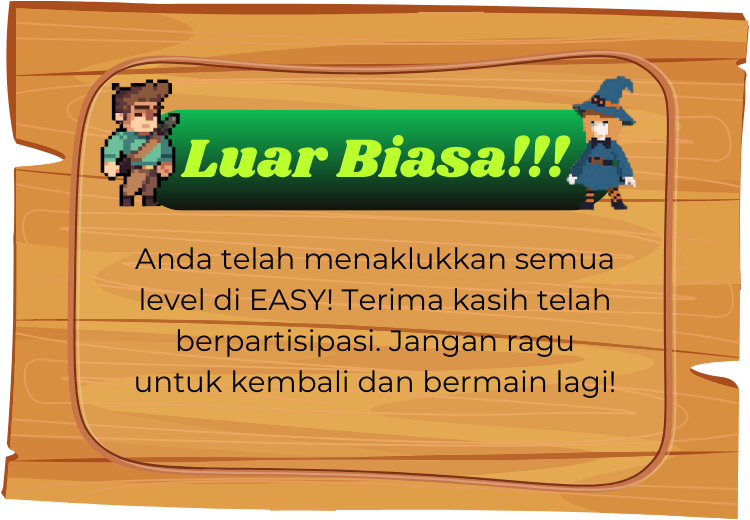 Luar Biasa!!!
Anda telah menaklukkan semua
level di EASY! Terima kasih telah
berpartisipasi. Jangan ragu
untuk kembali dan bermain lagi!